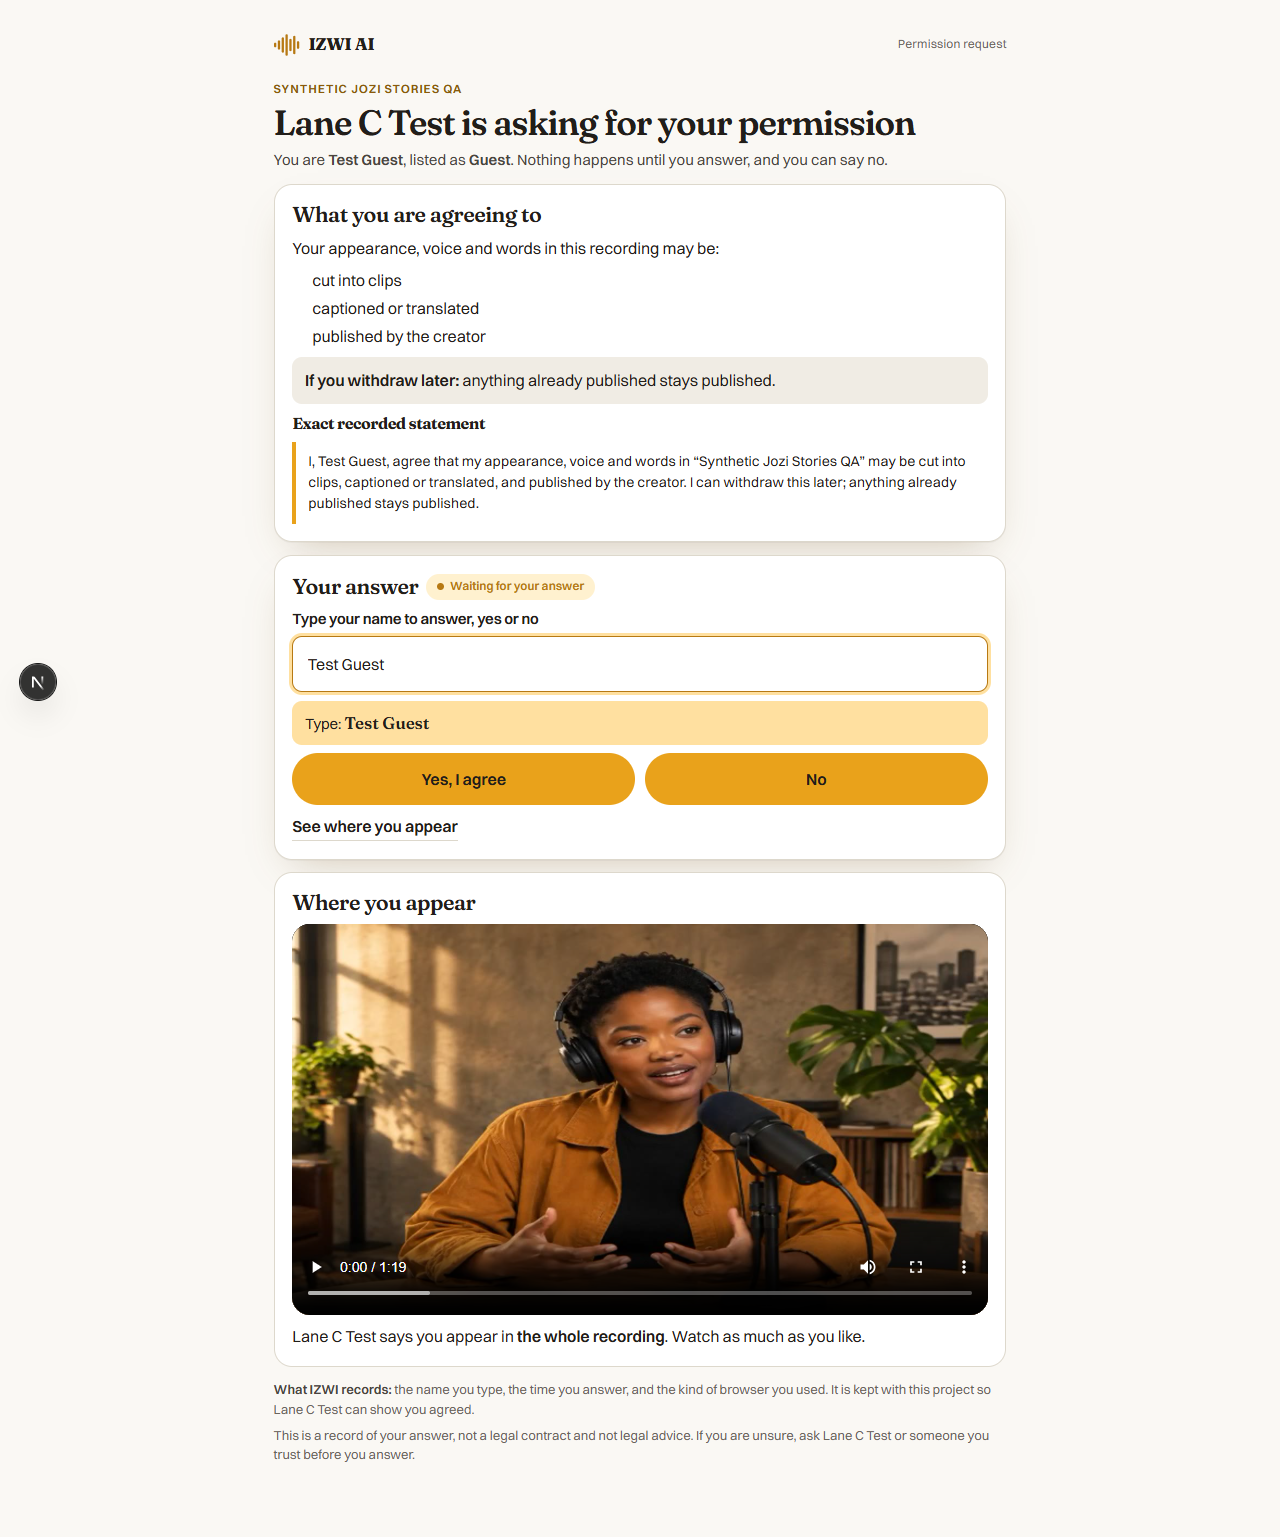 IZWI AI
Permission request
SYNTHETIC JOZI STORIES QA
Lane C Test is asking for your permission
You are Test Guest, listed as Guest. Nothing happens until you answer, and you can say no.
What you are agreeing to
Your appearance, voice and words in this recording may be:
cut into clips
captioned or translated
published by the creator
If you withdraw later: anything already published stays published.
Exact recorded statement
I, Test Guest, agree that my appearance, voice and words in “Synthetic Jozi Stories QA” may be cut into
clips, captioned or translated, and published by the creator. I can withdraw this later; anything already
published stays published.
Your answer
Waiting for your answer
Type your name to answer, yes or no
Test Guest
N
Type: Test Guest
Yes, I agree
No
See where you appear
Where you appear
0:00 / 1:19
Lane C Test says you appear in the whole recording. Watch as much as you like.
What IZWI records: the name you type, the time you answer, and the kind of browser you used. It is kept with this project so
Lane C Test can show you agreed.
This is a record of your answer, not a legal contract and not legal advice. If you are unsure, ask Lane C Test or someone you
trust before you answer.